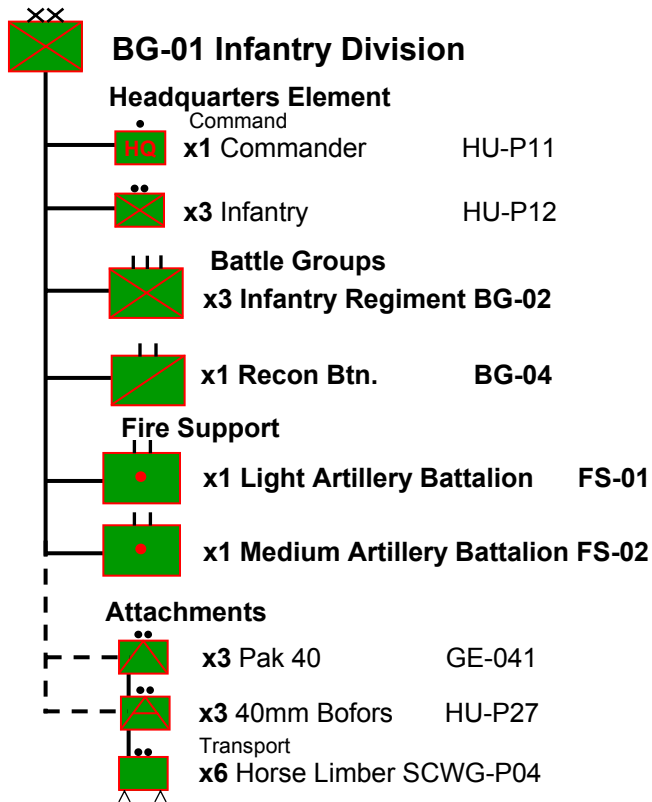 BG-01 Infantry Division
Headquarters Element
Command
HQ x1 Commander HU-P11
x3 Infantry HU-P12
Battle Groups
x3 Infantry Regiment BG-02
x1 Recon Btn. BG-04
Fire Support
x1 Light Artillery Battalion FS-01
x1 Medium Artillery Battalion FS-02
Attachments
x3 Pak 40 GE-041
x3 40mm Bofors HU-P27
Transport
x6 Horse Limber SCWG-P04